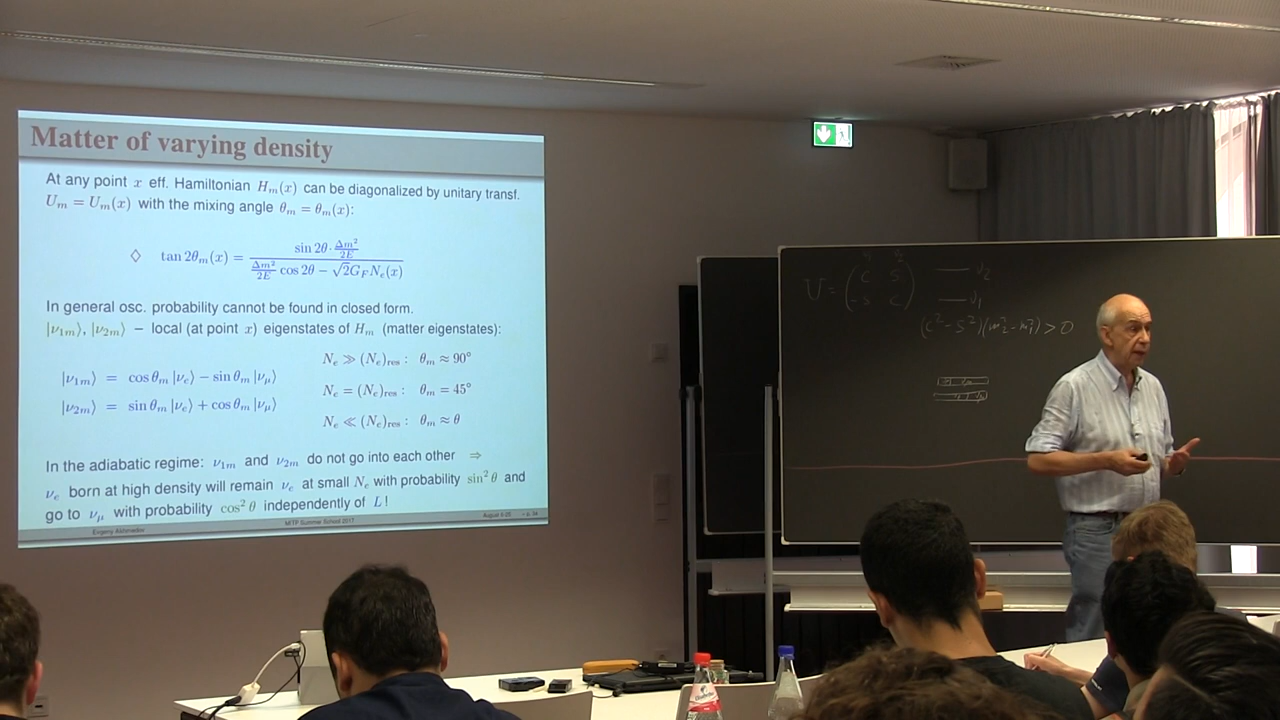 Matter of varying density
At any point x eff. Hamiltonian H_m(x) can be diagonalized by unitary transf.
U_m = U_m(x) with the mixing angle θ_m = θ_m(x):
◇ tan 2θ_m(x) = (sin 2θ · Δm²/2E) / (Δm²/2E cos 2θ − √2 G_F N_e(x))
In general osc. probability cannot be found in closed form.
|ν_1m⟩, |ν_2m⟩ – local (at point x) eigenstates of H_m (matter eigenstates):
|ν_1m⟩ = cos θ_m |ν_e⟩ − sin θ_m |ν_μ⟩
|ν_2m⟩ = sin θ_m |ν_e⟩ + cos θ_m |ν_μ⟩
N_e ≫ (N_e)_res : θ_m ≈ 90°
N_e = (N_e)_res : θ_m = 45°
N_e ≪ (N_e)_res : θ_m ≈ θ
In the adiabatic regime: ν_1m and ν_2m do not go into each other ⇒
ν_e born at high density will remain ν_e at small N_e with probability sin² θ and
go to ν_μ with probability cos² θ independently of L !
Evgeny Akhmedov MITP Summer School 2017
U = ( c s
-s c )
ν_2
ν_1
(c² − s²)(m²_2 − m²_1) > 0